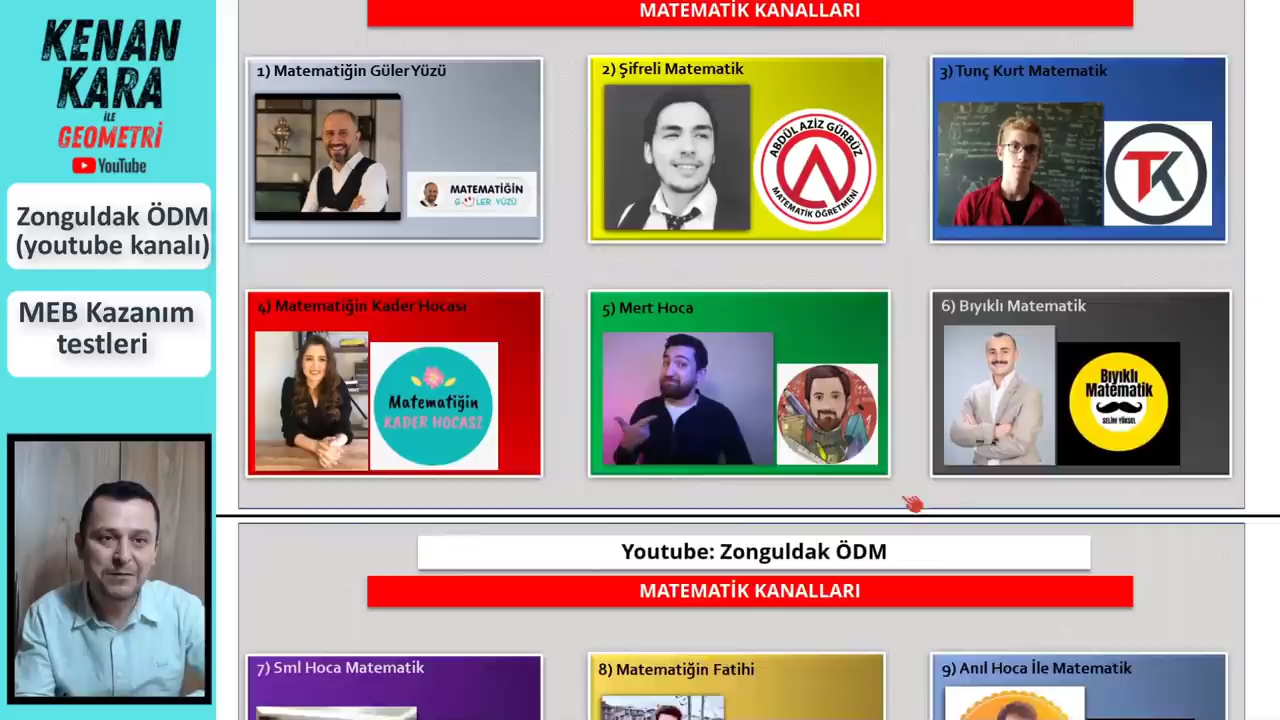 KENAN
KARA
İLE
GEOMETRİ
YouTube
Zonguldak ÖDM
(youtube kanalı)
MEB Kazanım
testleri
MATEMATİK KANALLARI
1) Matematiğin GülerYüzü
MATEMATİĞİN
GÜLER YÜZÜ
2) Şifreli Matematik
ABDÜL AZİZ GÜRBÜZ
MATEMATİK ÖĞRETMENİ
3) Tunç Kurt Matematik
TK
4) Matematiğin Kader Hocası
Matematiğin
KADER HOCASI
5) Mert Hoca
6) Bıyıklı Matematik
Bıyıklı
Matematik
SELİM YÜKSEL
Youtube: Zonguldak ÖDM
MATEMATİK KANALLARI
7) Sml Hoca Matematik
8) Matematiğin Fatihi
9) Anıl Hoca İle Matematik